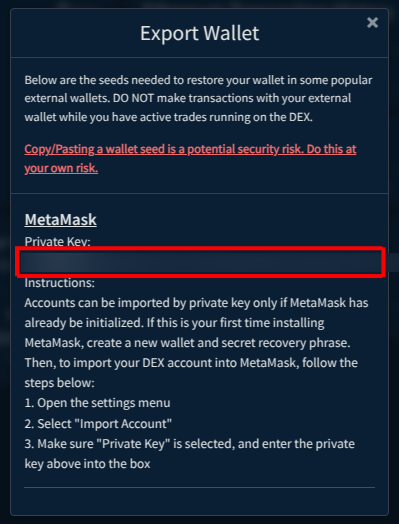 Export Wallet
Below are the seeds needed to restore your wallet in some popular
external wallets. DO NOT make transactions with your external
wallet while you have active trades running on the DEX.
Copy/Pasting a wallet seed is a potential security risk. Do this at
your own risk.
MetaMask
Private Key:
Instructions:
Accounts can be imported by private key only if MetaMask has
already be initialized. If this is your first time installing
MetaMask, create a new wallet and secret recovery phrase.
Then, to import your DEX account into MetaMask, follow the
steps below:
1. Open the settings menu
2. Select "Import Account"
3. Make sure "Private Key" is selected, and enter the private
key above into the box